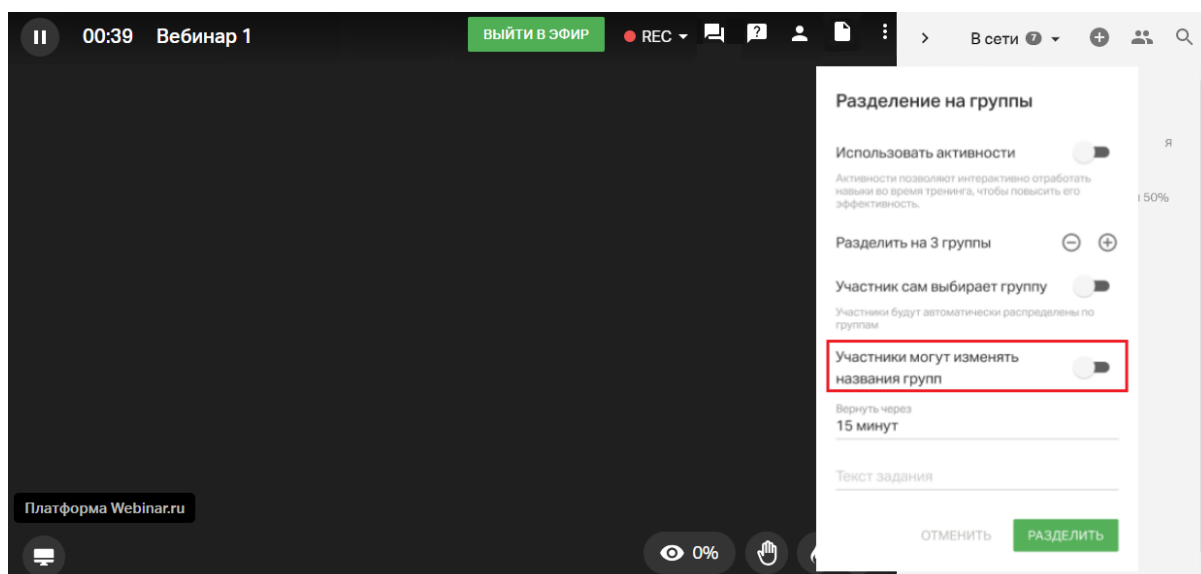 00:39 Вебинар 1 ВЫЙТИ В ЭФИР REC ? В сети 7
Разделение на группы
Использовать активности
я
Активности позволяют интерактивно отработать
навыки во время тренинга, чтобы повысить его
эффективность.
50%
Разделить на 3 группы
Участник сам выбирает группу
Участники будут автоматически распределены по
группам
Участники могут изменять
названия групп
Вернуть через
15 минут
Текст задания
Платформа Webinar.ru
ОТМЕНИТЬ РАЗДЕЛИТЬ
0%